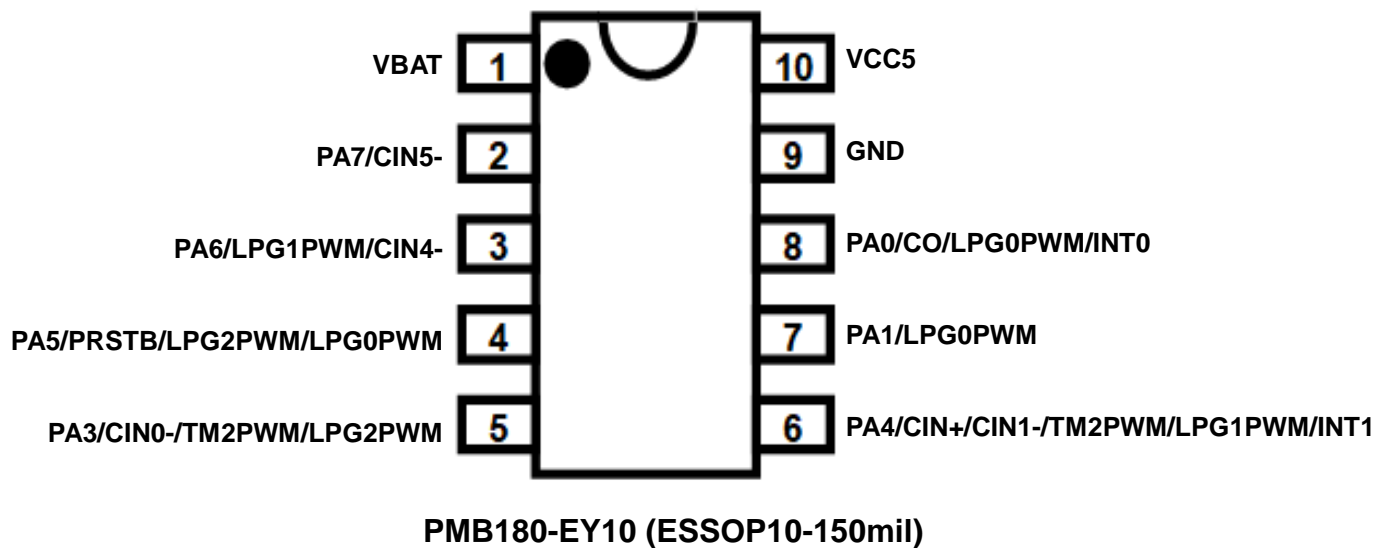 VBAT 1 10 VCC5
PA7/CIN5- 2 9 GND
PA6/LPG1PWM/CIN4- 3 8 PA0/CO/LPG0PWM/INT0
PA5/PRSTB/LPG2PWM/LPG0PWM 4 7 PA1/LPG0PWM
PA3/CIN0-/TM2PWM/LPG2PWM 5 6 PA4/CIN+/CIN1-/TM2PWM/LPG1PWM/INT1
PMB180-EY10 (ESSOP10-150mil)